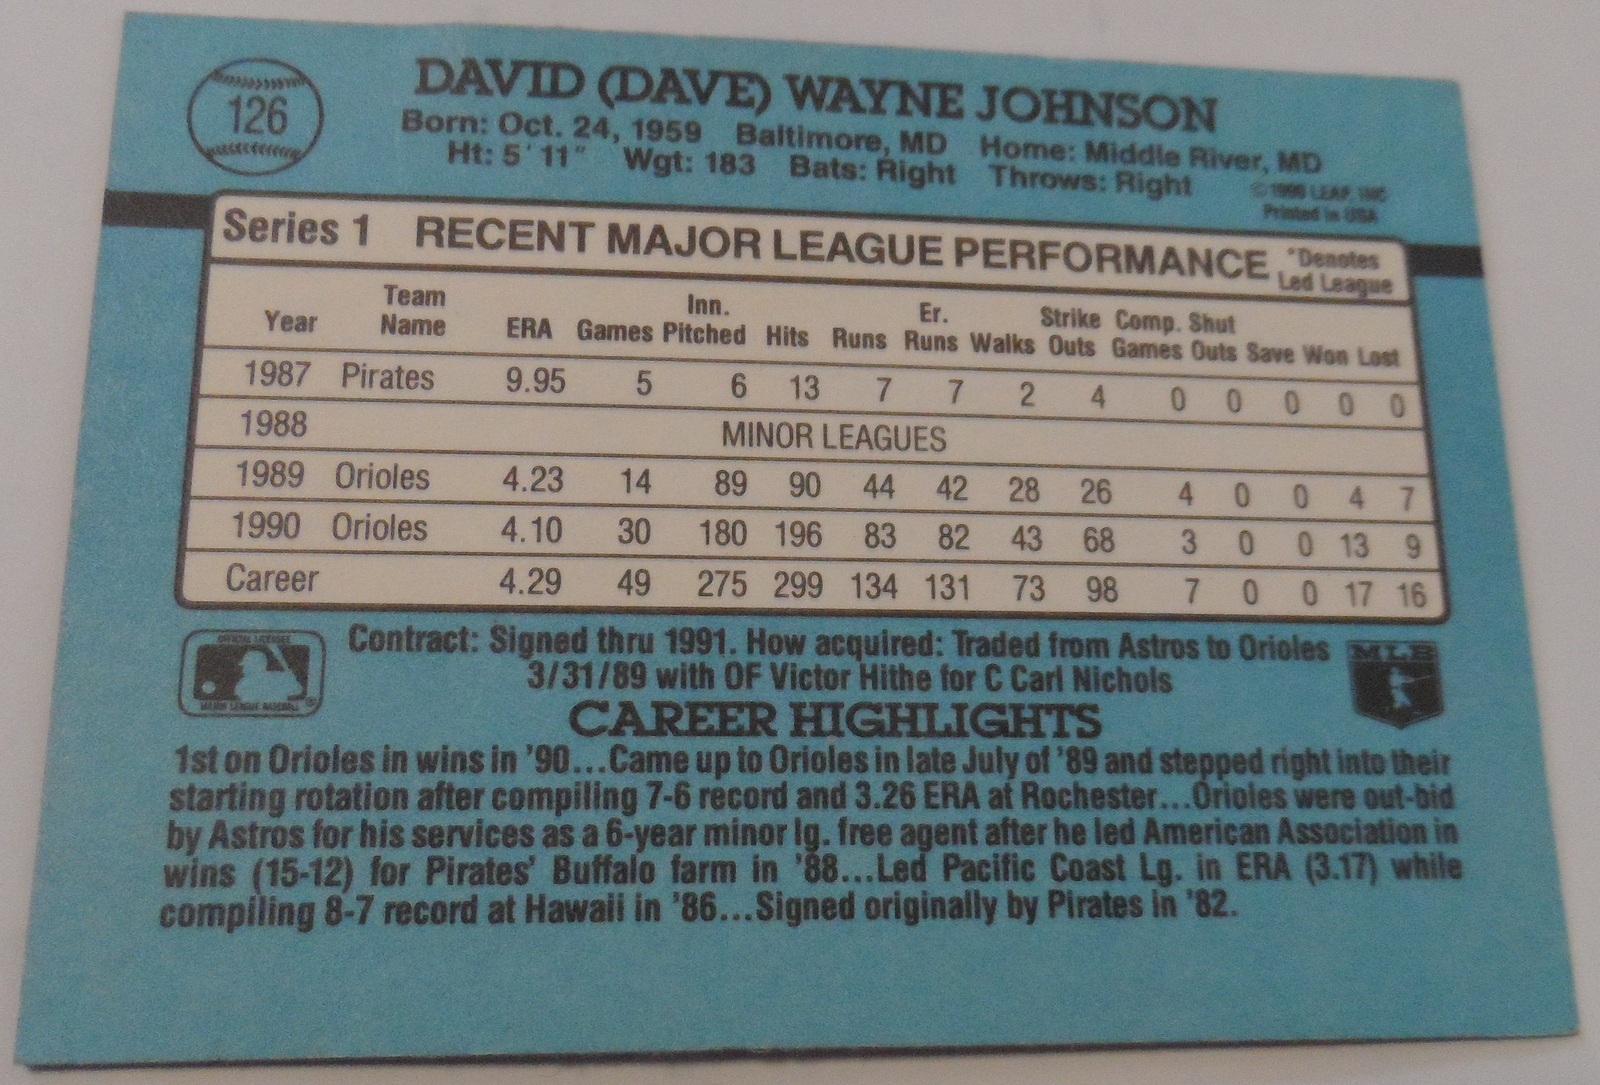 126
DAVID (DAVE) WAYNE JOHNSON
Born: Oct. 24, 1959 Baltimore, MD Home: Middle River, MD
Ht: 5'11" Wgt: 183 Bats: Right Throws: Right
©1990 LEAF, INC
Printed in USA
Series 1 RECENT MAJOR LEAGUE PERFORMANCE *Denotes Led League
Year Team Name ERA Games Inn. Pitched Hits Runs Er. Runs Walks Strike Outs Comp. Games Shut Outs Save Won Lost
1987 Pirates 9.95 5 6 13 7 7 2 4 0 0 0 0 0
1988 MINOR LEAGUES
1989 Orioles 4.23 14 89 90 44 42 28 26 4 0 0 4 7
1990 Orioles 4.10 30 180 196 83 82 43 68 3 0 0 13 9
Career 4.29 49 275 299 134 131 73 98 7 0 0 17 16
Contract: Signed thru 1991. How acquired: Traded from Astros to Orioles
3/31/89 with OF Victor Hithe for C Carl Nichols
MLB
CAREER HIGHLIGHTS
1st on Orioles in wins in '90...Came up to Orioles in late July of '89 and stepped right into their
starting rotation after compiling 7-6 record and 3.26 ERA at Rochester...Orioles were out-bid
by Astros for his services as a 6-year minor lg. free agent after he led American Association in
wins (15-12) for Pirates' Buffalo farm in '88...Led Pacific Coast Lg. in ERA (3.17) while
compiling 8-7 record at Hawaii in '86...Signed originally by Pirates in '82.